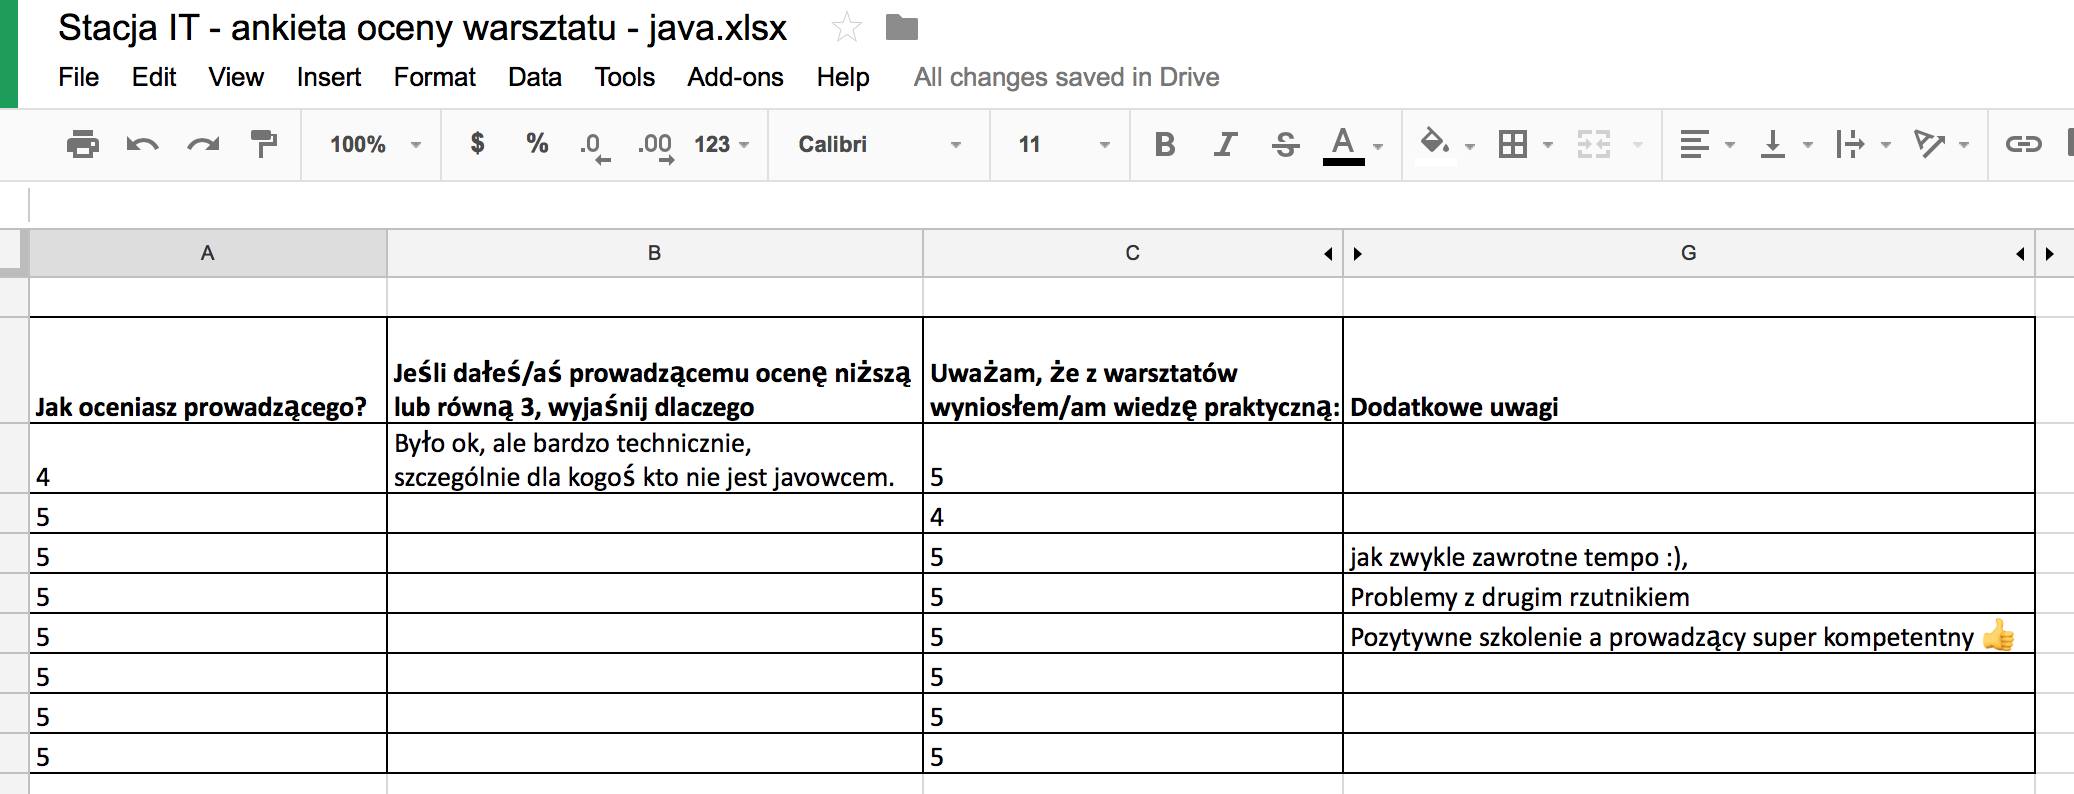 Stacja IT - ankieta oceny warsztatu - java.xlsx
File Edit View Insert Format Data Tools Add-ons Help All changes saved in Drive
100% $ % .0 .00 123 Calibri 11 B I S A
A B C G
Jak oceniasz prowadzącego?
Jeśli dałeś/aś prowadzącemu ocenę niższą
lub równą 3, wyjaśnij dlaczego
Uważam, że z warsztatów
wyniosłem/am wiedzę praktyczną:
Dodatkowe uwagi
4
Było ok, ale bardzo technicznie,
szczególnie dla kogoś kto nie jest javowcem.
5
5 4
5 5 jak zwykle zawrotne tempo :),
5 5 Problemy z drugim rzutnikiem
5 5 Pozytywne szkolenie a prowadzący super kompetentny 👍
5 5
5 5
5 5